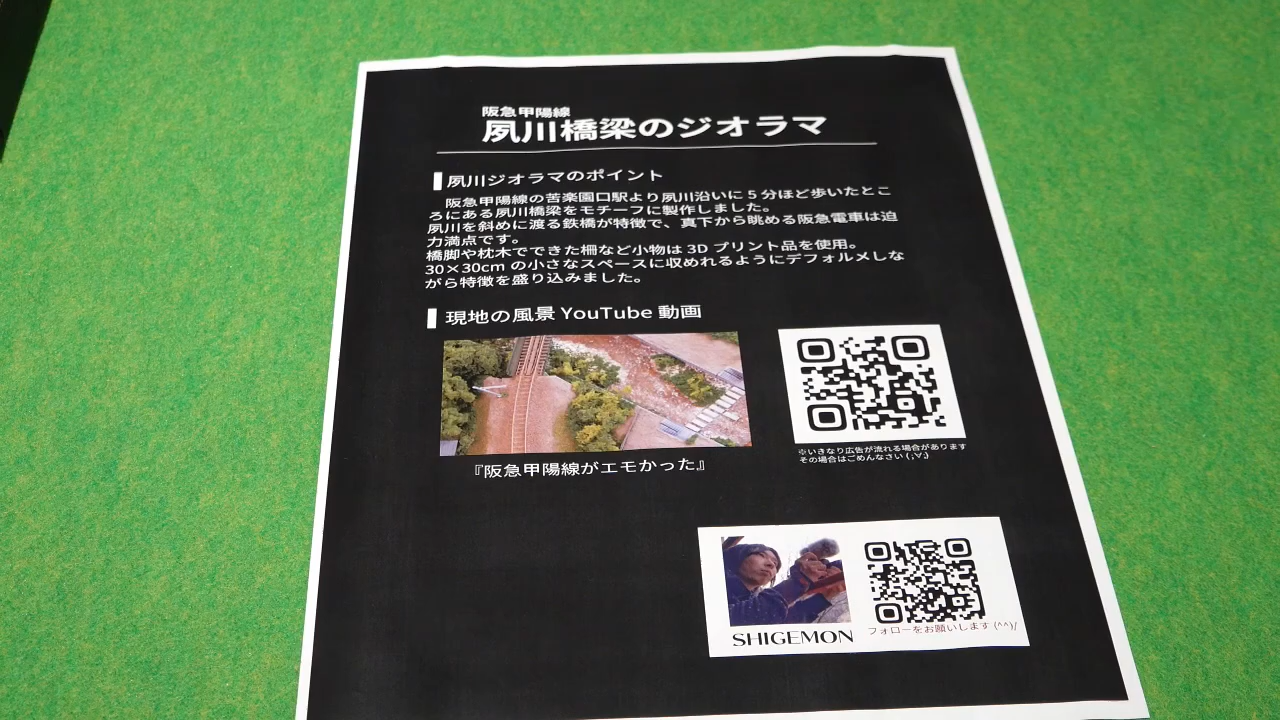 阪急甲陽線
夙川橋梁のジオラマ
夙川ジオラマのポイント
阪急甲陽線の苦楽園口駅より夙川沿いに 5 分ほど歩いたとこ
ろにある夙川橋梁をモチーフに製作しました。
夙川を斜めに渡る鉄橋が特徴で、真下から眺める阪急電車は迫
力満点です。
橋脚や枕木でできた柵など小物は 3D プリント品を使用。
30×30cm の小さなスペースに収めれるようにデフォルメしな
がら特徴を盛り込みました。
現地の風景 YouTube 動画
『阪急甲陽線がエモかった』
※いきなり広告が流れる場合があります
その場合はごめんなさい (;'∀')
SHIGEMON
フォローをお願いします (^^)/